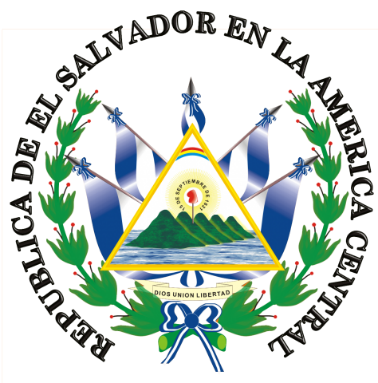 REPUBLICA DE EL SALVADOR EN LA AMERICA CENTRAL
15 DE SEPTIEMBRE DE 1821
DIOS UNION LIBERTAD